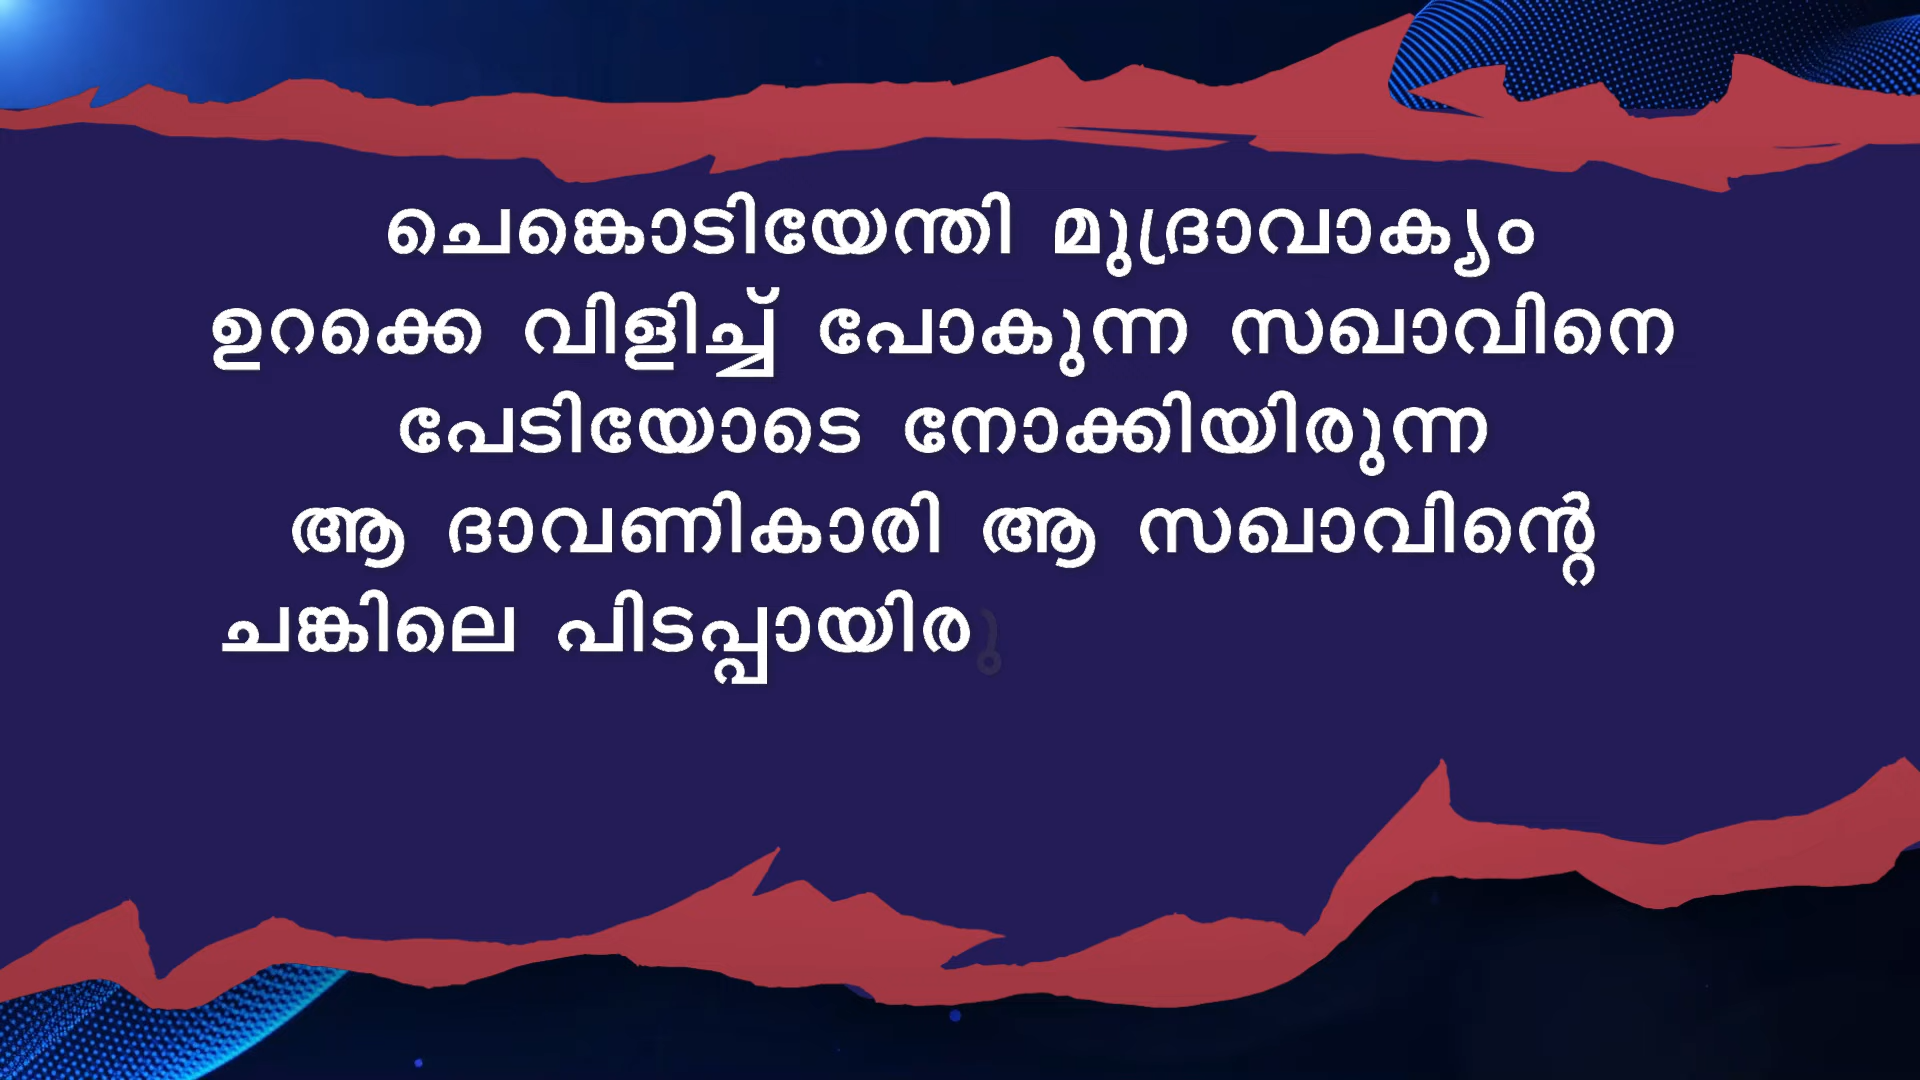 ചെങ്കൊടിയേന്തി മുദ്രാവാക്യം
ഉറക്കെ വിളിച്ച് പോകുന്ന സഖാവിനെ
പേടിയോടെ നോക്കിയിരുന്ന
ആ ദാവണികാരി ആ സഖാവിന്റെ
ചങ്കിലെ പിടപ്പായിരു